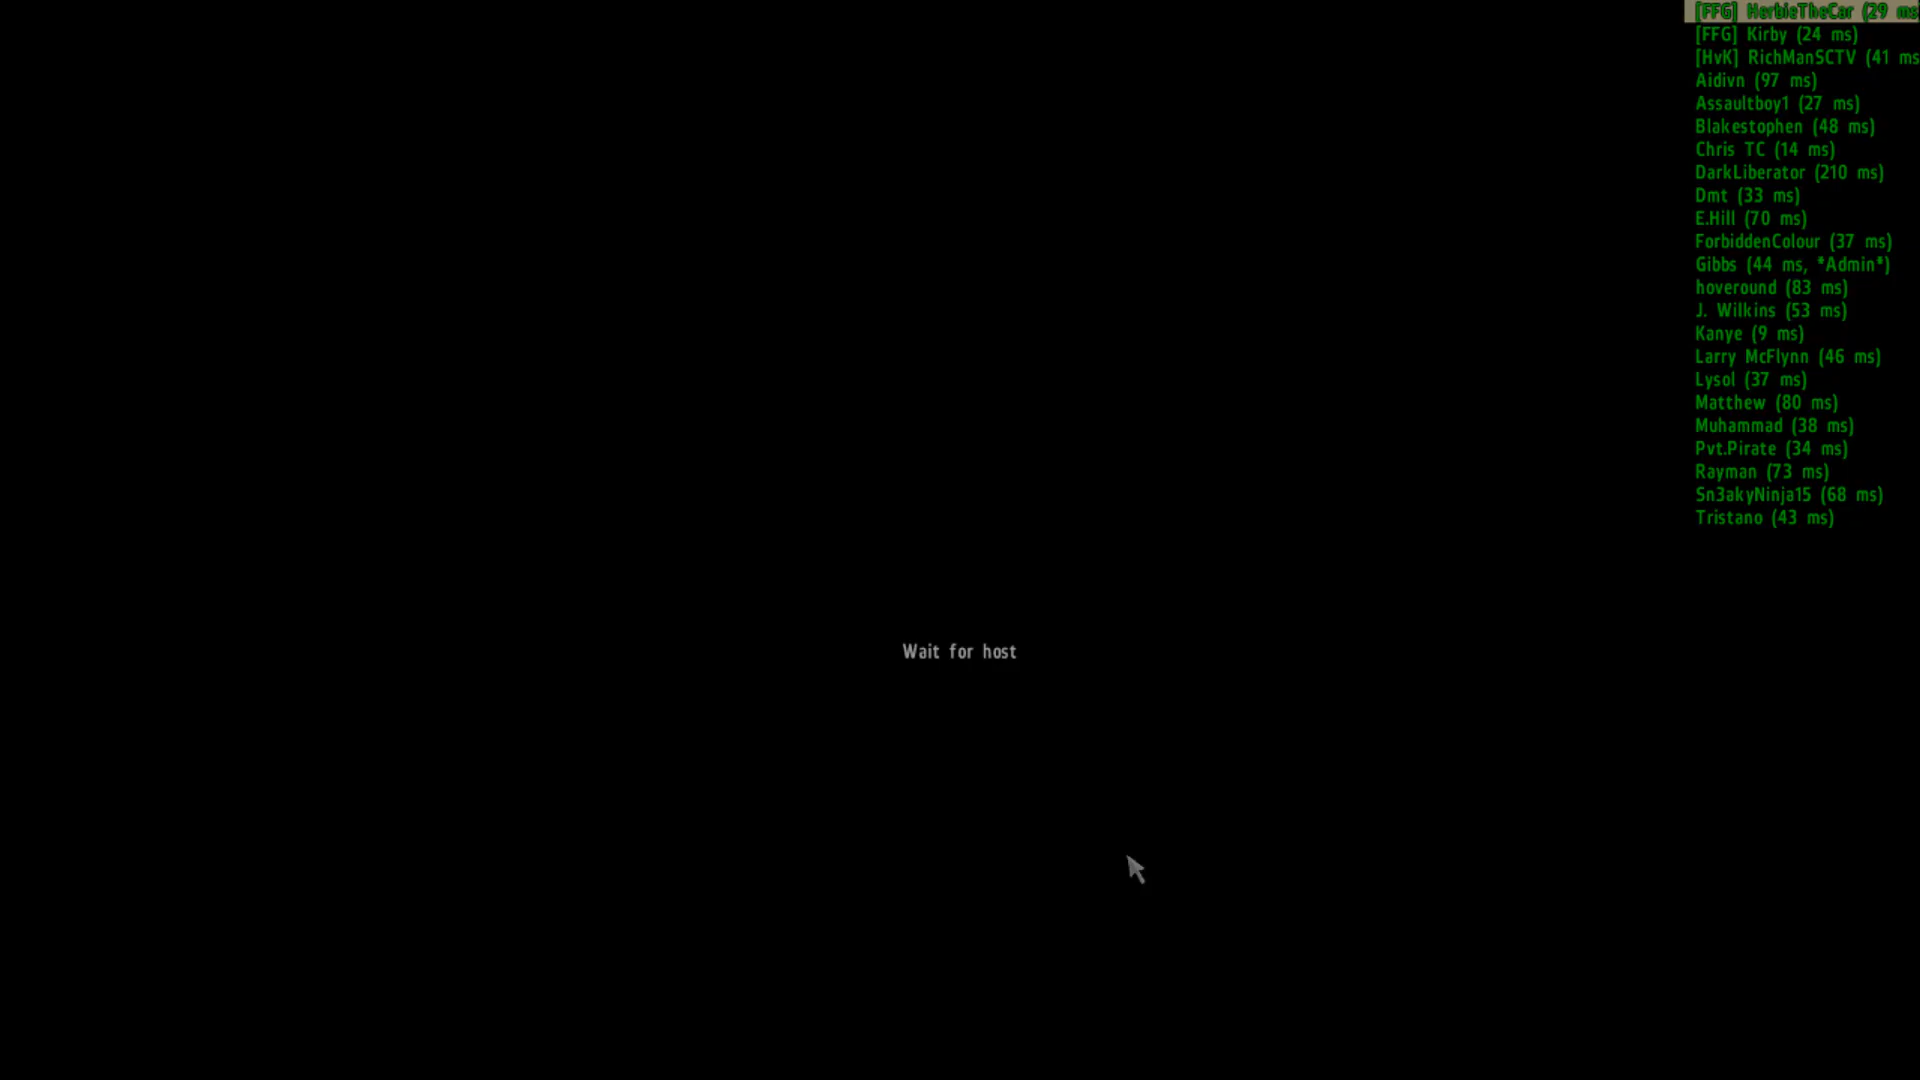 [FFG] HerbieTheCar (29 ms
[FFG] Kirby (24 ms)
[HvK] RichManSCTV (41 ms
Aidivn (97 ms)
Assaultboy1 (27 ms)
Blakestophen (48 ms)
Chris TC (14 ms)
DarkLiberator (210 ms)
Dmt (33 ms)
E.Hill (70 ms)
ForbiddenColour (37 ms)
Gibbs (44 ms, *Admin*)
hoveround (83 ms)
J. Wilkins (53 ms)
Kanye (9 ms)
Larry McFlynn (46 ms)
Lysol (37 ms)
Matthew (80 ms)
Muhammad (38 ms)
Pvt.Pirate (34 ms)
Rayman (73 ms)
Sn3akyNinja15 (68 ms)
Tristano (43 ms)
Wait for host